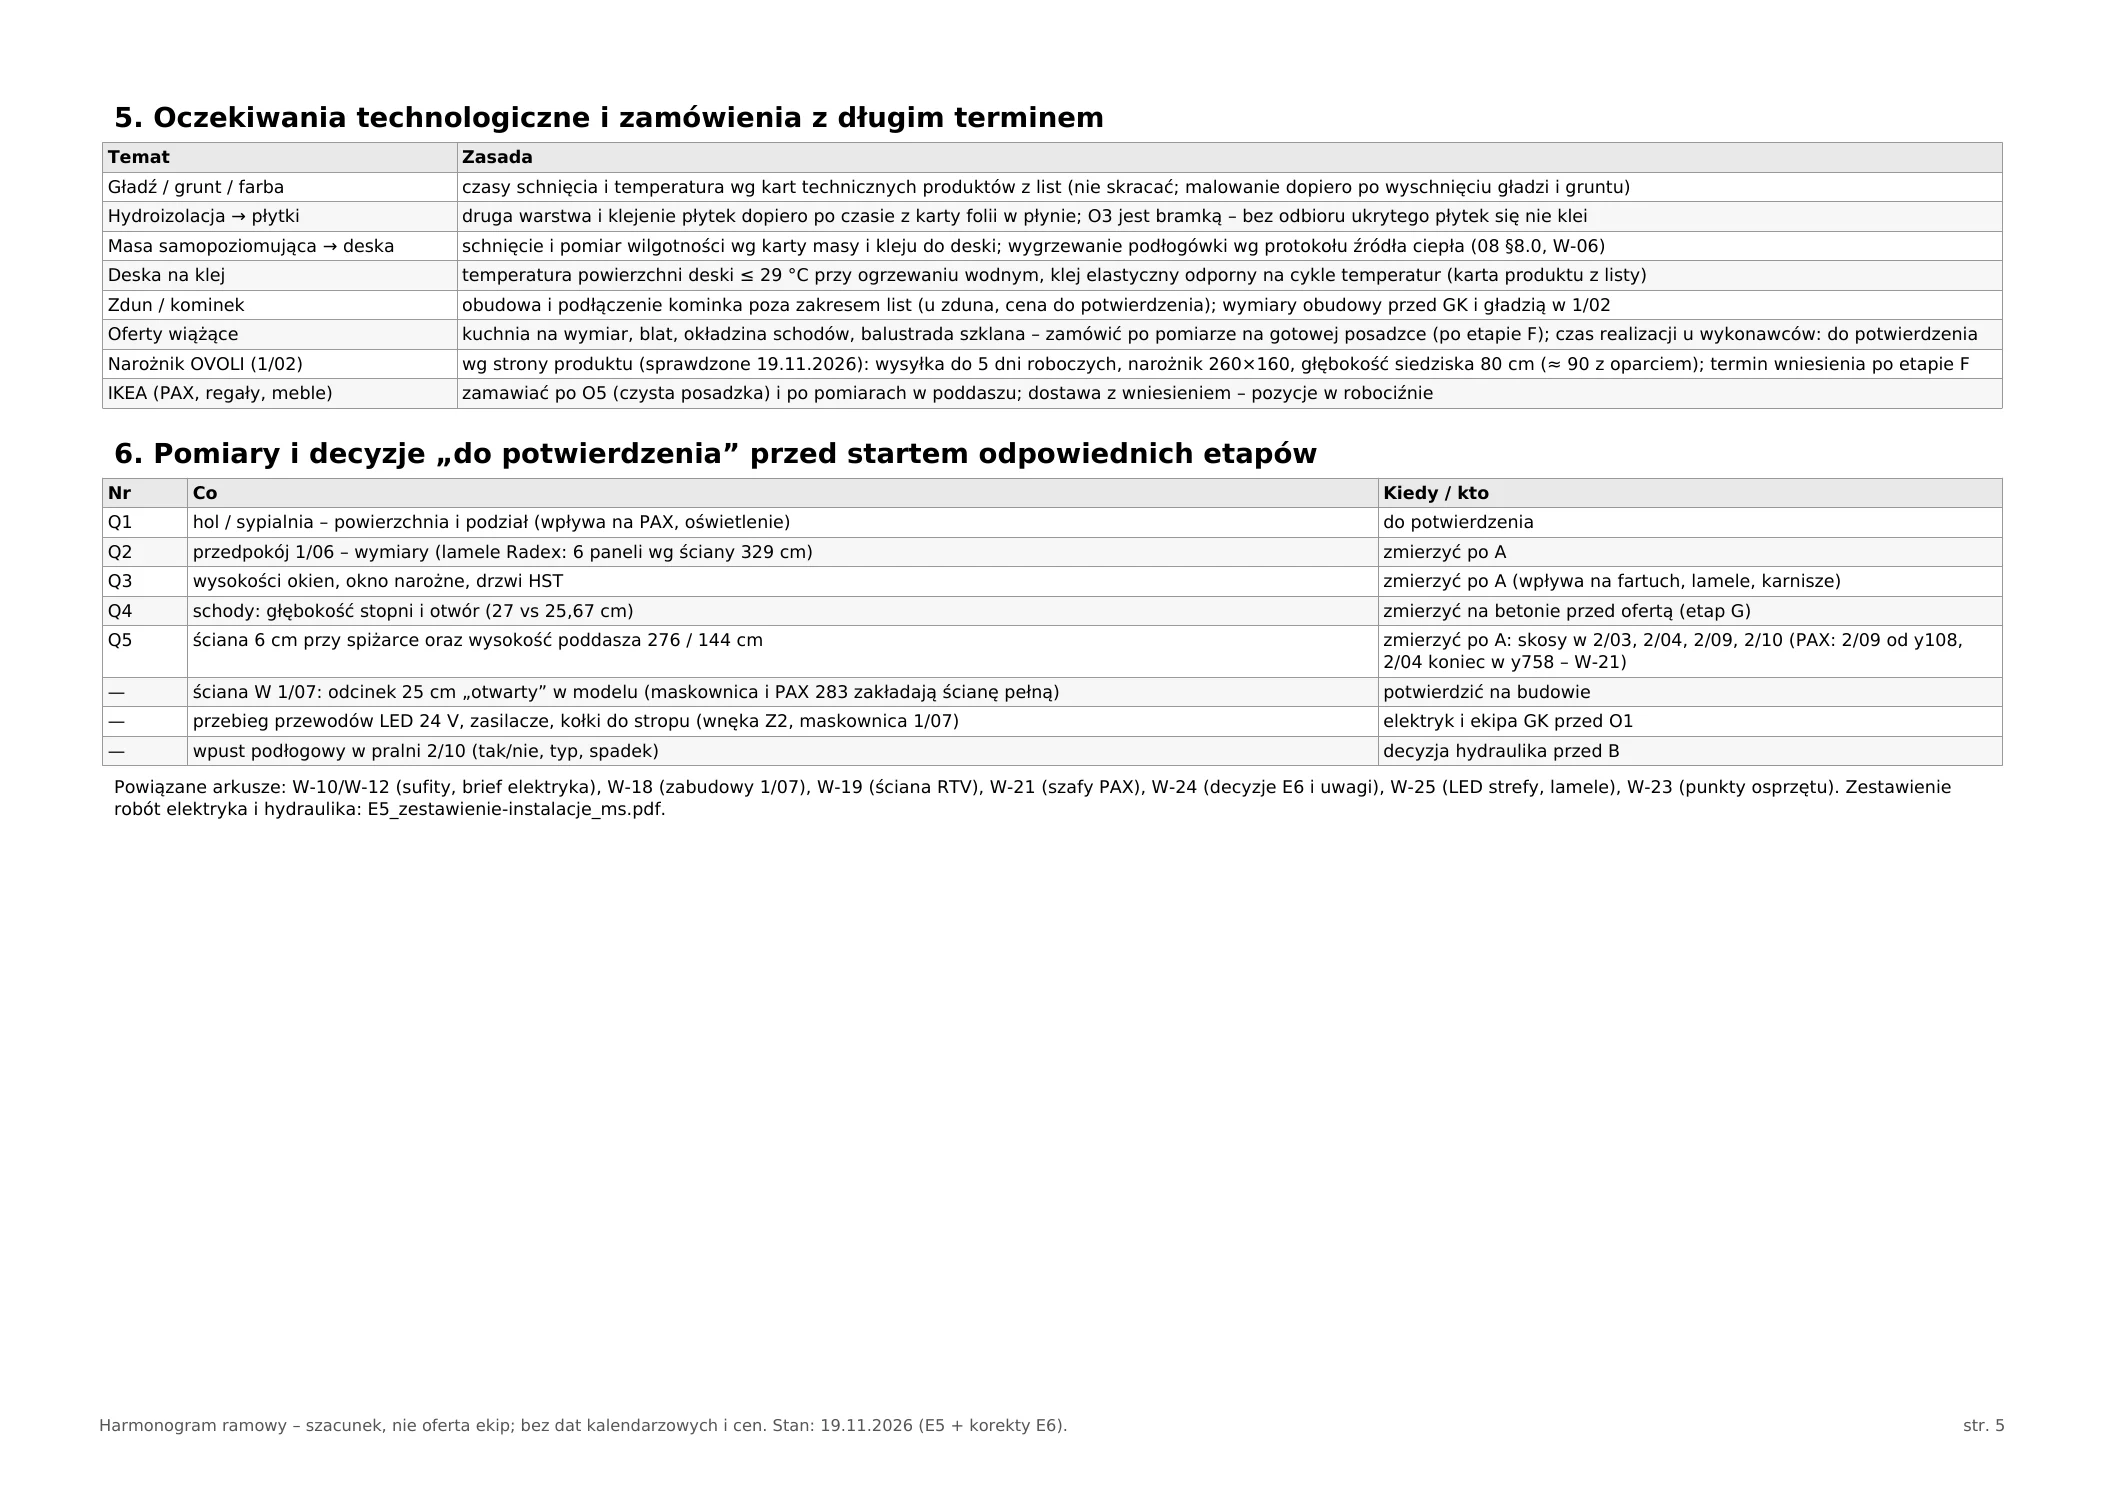 5. Oczekiwania technologiczne i zamówienia z długim terminem
Temat Zasada
Gładź / grunt / farba czasy schnięcia i temperatura wg kart technicznych produktów z list (nie skracać; malowanie dopiero po wyschnięciu gładzi i gruntu)
Hydroizolacja → płytki druga warstwa i klejenie płytek dopiero po czasie z karty folii w płynie; O3 jest bramką – bez odbioru ukrytego płytek się nie klei
Masa samopoziomująca → deska schnięcie i pomiar wilgotności wg karty masy i kleju do deski; wygrzewanie podłogówki wg protokołu źródła ciepła (08 §8.0, W-06)
Deska na klej temperatura powierzchni deski ≤ 29 °C przy ogrzewaniu wodnym, klej elastyczny odporny na cykle temperatur (karta produktu z listy)
Zdun / kominek obudowa i podłączenie kominka poza zakresem list (u zduna, cena do potwierdzenia); wymiary obudowy przed GK i gładzią w 1/02
Oferty wiążące kuchnia na wymiar, blat, okładzina schodów, balustrada szklana – zamówić po pomiarze na gotowej posadzce (po etapie F); czas realizacji u wykonawców: do potwierdzenia
Narożnik OVOLI (1/02) wg strony produktu (sprawdzone 19.11.2026): wysyłka do 5 dni roboczych, narożnik 260×160, głębokość siedziska 80 cm (≈ 90 z oparciem); termin wniesienia po etapie F
IKEA (PAX, regały, meble) zamawiać po O5 (czysta posadzka) i po pomiarach w poddaszu; dostawa z wniesieniem – pozycje w robociźnie
6. Pomiary i decyzje „do potwierdzenia” przed startem odpowiednich etapów
Nr Co Kiedy / kto
Q1 hol / sypialnia – powierzchnia i podział (wpływa na PAX, oświetlenie) do potwierdzenia
Q2 przedpokój 1/06 – wymiary (lamele Radex: 6 paneli wg ściany 329 cm) zmierzyć po A
Q3 wysokości okien, okno narożne, drzwi HST zmierzyć po A (wpływa na fartuch, lamele, karnisze)
Q4 schody: głębokość stopni i otwór (27 vs 25,67 cm) zmierzyć na betonie przed ofertą (etap G)
Q5 ściana 6 cm przy spiżarce oraz wysokość poddasza 276 / 144 cm zmierzyć po A: skosy w 2/03, 2/04, 2/09, 2/10 (PAX: 2/09 od y108,
2/04 koniec w y758 – W-21)
— ściana W 1/07: odcinek 25 cm „otwarty” w modelu (maskownica i PAX 283 zakładają ścianę pełną) potwierdzić na budowie
— przebieg przewodów LED 24 V, zasilacze, kołki do stropu (wnęka Z2, maskownica 1/07) elektryk i ekipa GK przed O1
— wpust podłogowy w pralni 2/10 (tak/nie, typ, spadek) decyzja hydraulika przed B
Powiązane arkusze: W-10/W-12 (sufity, brief elektryka), W-18 (zabudowy 1/07), W-19 (ściana RTV), W-21 (szafy PAX), W-24 (decyzje E6 i uwagi), W-25 (LED strefy, lamele), W-23 (punkty osprzętu). Zestawienie
robót elektryka i hydraulika: E5_zestawienie-instalacje_ms.pdf.
Harmonogram ramowy – szacunek, nie oferta ekip; bez dat kalendarzowych i cen. Stan: 19.11.2026 (E5 + korekty E6). str. 5